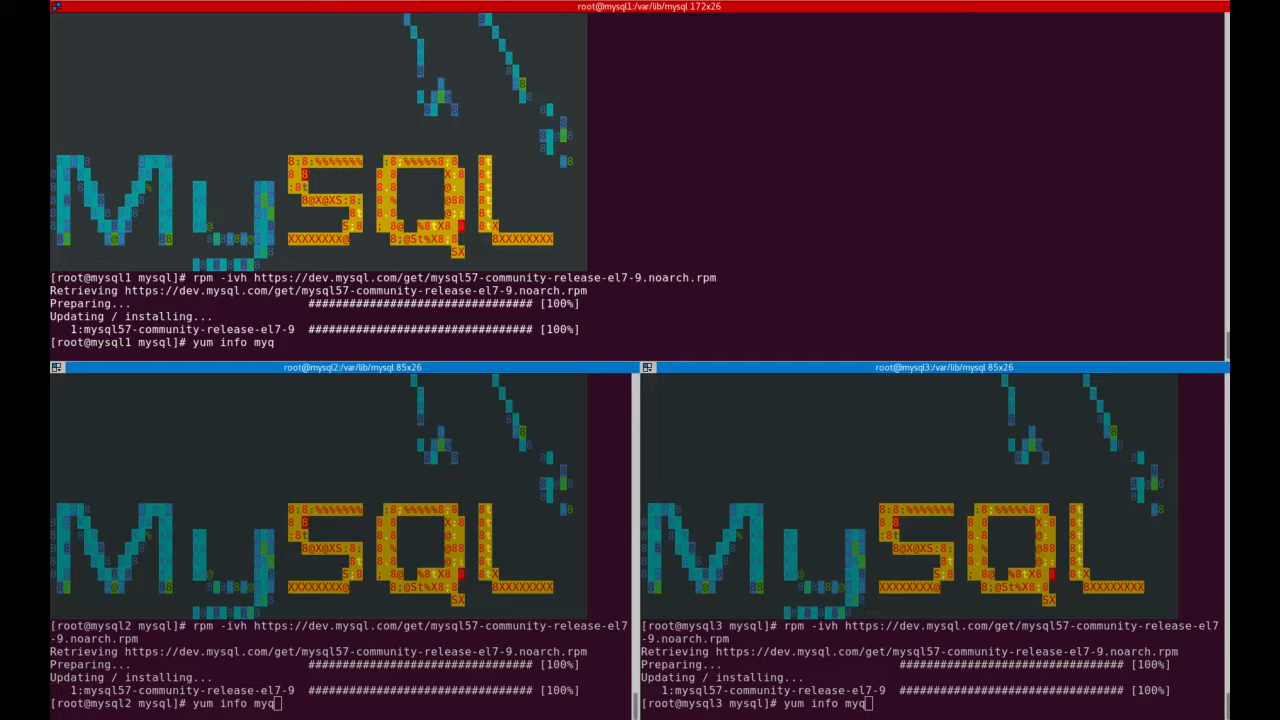 root@mysql1:/var/lib/mysql 172x26
MySQL
[root@mysql1 mysql]# rpm -ivh https://dev.mysql.com/get/mysql57-community-release-el7-9.noarch.rpm
Retrieving https://dev.mysql.com/get/mysql57-community-release-el7-9.noarch.rpm
Preparing... ################################# [100%]
Updating / installing...
1:mysql57-community-release-el7-9 ################################# [100%]
[root@mysql1 mysql]# yum info myq
root@mysql2:/var/lib/mysql 85x26
MySQL
[root@mysql2 mysql]# rpm -ivh https://dev.mysql.com/get/mysql57-community-release-el7
-9.noarch.rpm
Retrieving https://dev.mysql.com/get/mysql57-community-release-el7-9.noarch.rpm
Preparing... ################################# [100%]
Updating / installing...
1:mysql57-community-release-el7-9 ################################# [100%]
[root@mysql2 mysql]# yum info myq
root@mysql3:/var/lib/mysql 85x26
MySQL
[root@mysql3 mysql]# rpm -ivh https://dev.mysql.com/get/mysql57-community-release-el7
-9.noarch.rpm
Retrieving https://dev.mysql.com/get/mysql57-community-release-el7-9.noarch.rpm
Preparing... ################################# [100%]
Updating / installing...
1:mysql57-community-release-el7-9 ################################# [100%]
[root@mysql3 mysql]# yum info myq